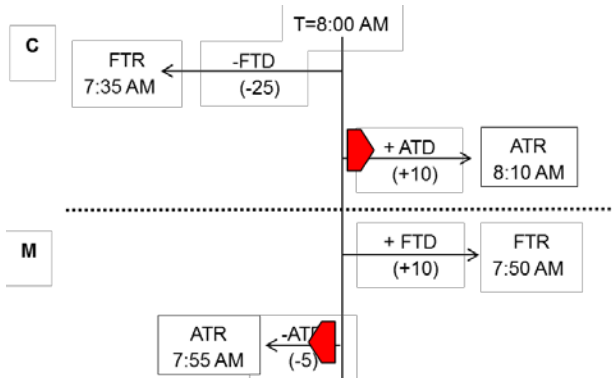 T=8:00 AM
C
FTR
7:35 AM
-FTD
(-25)
+ ATD
(+10)
ATR
8:10 AM
M
+ FTD
(+10)
FTR
7:50 AM
ATR
7:55 AM
(-5)